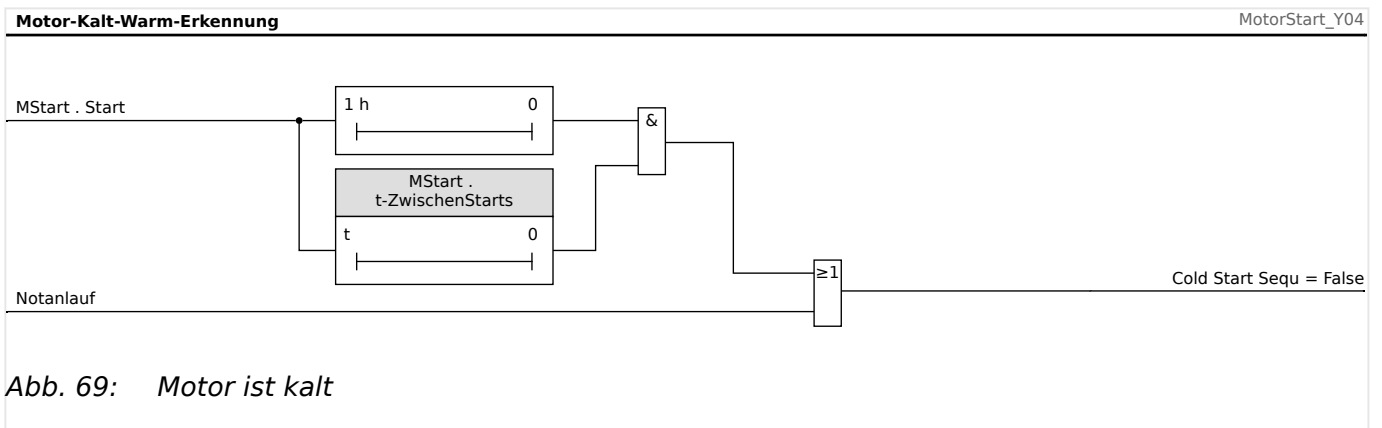 Motor-Kalt-Warm-Erkennung
MotorStart_Y04
MStart . Start
1 h 0
&
MStart .
t-ZwischenStarts
t 0
≥1
Cold Start Sequ = False
Notanlauf
Abb. 69: Motor ist kalt